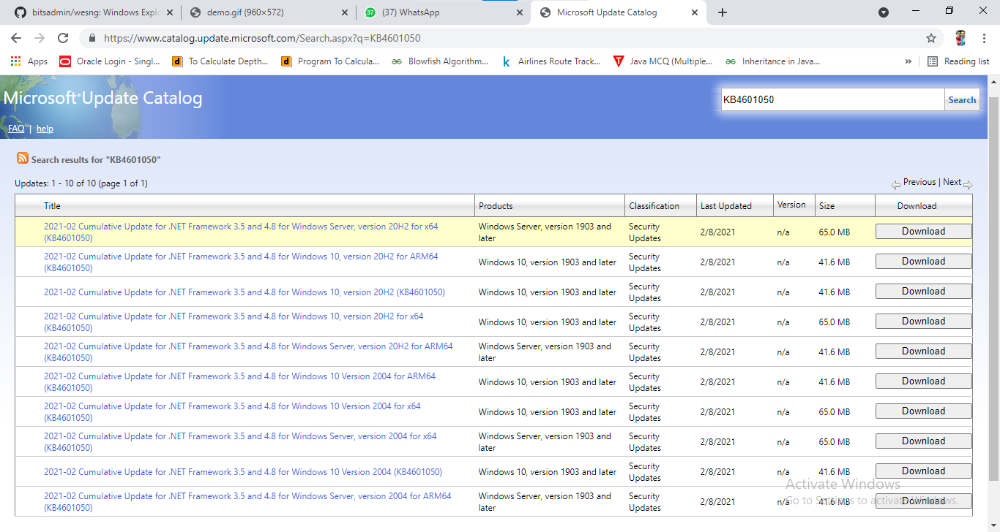 bitsadmin/wesng: Windows Expl
demo.gif (960×572)
37
(37) WhatsApp
Microsoft Update Catalog
https://www.catalog.update.microsoft.com/Search.aspx?q=KB4601050
Apps
Oracle Login - Singl...
d
To Calculate Depth...
d
Program To Calcula...
Blowfish Algorithm...
k
Airlines Route Track...
T
Java MCQ (Multiple...
Inheritance in Java...
»
Reading list
Microsoft® Update Catalog
KB4601050
Search
FAQ | help
Search results for "KB4601050"
Updates: 1 - 10 of 10 (page 1 of 1)
Previous | Next
Title Products Classification Last Updated Version Size Download
2021-02 Cumulative Update for .NET Framework 3.5 and 4.8 for Windows Server, version 20H2 for x64
(KB4601050)
Windows Server, version 1903 and
later
Security
Updates
2/8/2021 n/a 65.0 MB Download
2021-02 Cumulative Update for .NET Framework 3.5 and 4.8 for Windows 10, version 20H2 for ARM64
(KB4601050)
Windows 10, version 1903 and later
Security
Updates
2/8/2021 n/a 41.6 MB Download
2021-02 Cumulative Update for .NET Framework 3.5 and 4.8 for Windows 10, version 20H2 (KB4601050)
Windows 10, version 1903 and later
Security
Updates
2/8/2021 n/a 41.6 MB Download
2021-02 Cumulative Update for .NET Framework 3.5 and 4.8 for Windows 10, version 20H2 for x64
(KB4601050)
Windows 10, version 1903 and later
Security
Updates
2/8/2021 n/a 65.0 MB Download
2021-02 Cumulative Update for .NET Framework 3.5 and 4.8 for Windows Server, version 20H2 for ARM64
(KB4601050)
Windows Server, version 1903 and
later
Security
Updates
2/8/2021 n/a 41.6 MB Download
2021-02 Cumulative Update for .NET Framework 3.5 and 4.8 for Windows 10 Version 2004 for ARM64
(KB4601050)
Windows 10, version 1903 and later
Security
Updates
2/8/2021 n/a 41.6 MB Download
2021-02 Cumulative Update for .NET Framework 3.5 and 4.8 for Windows 10 Version 2004 for x64
(KB4601050)
Windows 10, version 1903 and later
Security
Updates
2/8/2021 n/a 65.0 MB Download
2021-02 Cumulative Update for .NET Framework 3.5 and 4.8 for Windows Server, version 2004 for x64
(KB4601050)
Windows Server, version 1903 and
later
Security
Updates
2/8/2021 n/a 65.0 MB Download
2021-02 Cumulative Update for .NET Framework 3.5 and 4.8 for Windows 10 Version 2004 (KB4601050)
Windows 10, version 1903 and later
Security
Updates
2/8/2021 n/a 41.6 MB Download
2021-02 Cumulative Update for .NET Framework 3.5 and 4.8 for Windows Server, version 2004 for ARM64
(KB4601050)
Windows Server, version 1903 and
later
Security
Updates
2/8/2021 n/a 41.6 MB Download
Activate Windows
Go to Settings to activate Windows.